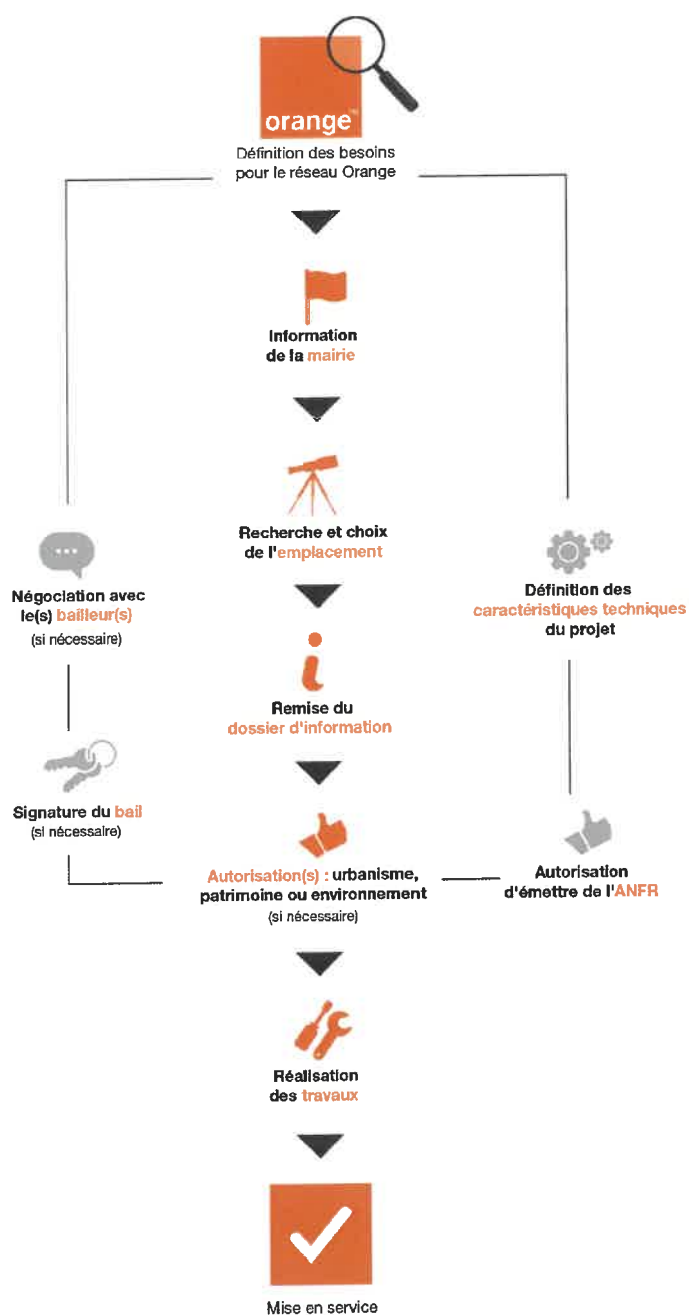 orange™
Définition des besoins
pour le réseau Orange
Information
de la mairie
Recherche et choix
de l'emplacement
Négociation avec
le(s) bailleur(s)
(si nécessaire)
Définition des
caractéristiques techniques
du projet
Remise du
dossier d'information
Signature du bail
(si nécessaire)
Autorisation(s) : urbanisme,
patrimoine ou environnement
(si nécessaire)
Autorisation
d'émettre de l'ANFR
Réalisation
des travaux
Mise en service